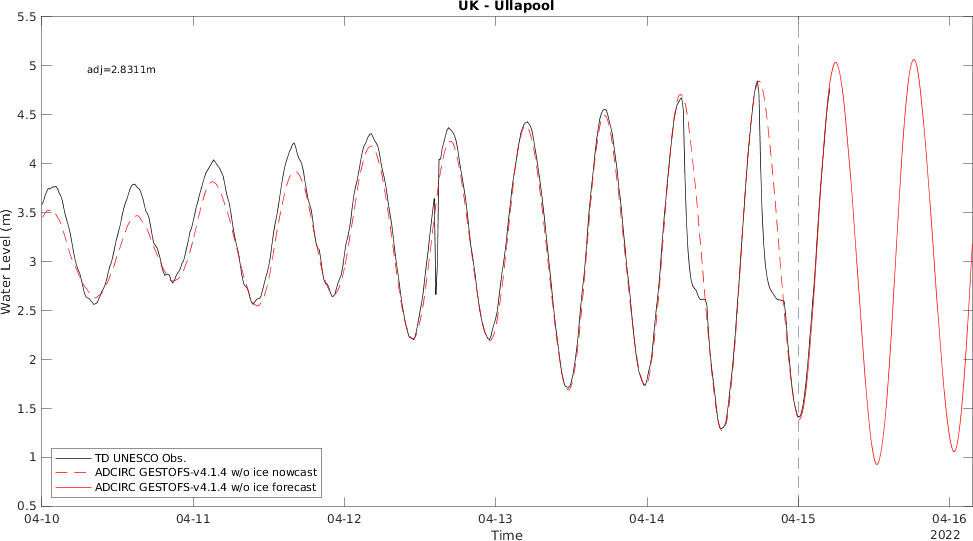 UK - Ullapool
5.5
5
4.5
4
3.5
3
2.5
2
1.5
1
0.5
Water Level (m)
adj=2.8311m
TD UNESCO Obs.
ADCIRC GESTOFS-v4.1.4 w/o ice nowcast
ADCIRC GESTOFS-v4.1.4 w/o ice forecast
04-10 04-11 04-12 04-13 04-14 04-15 04-16
Time 2022